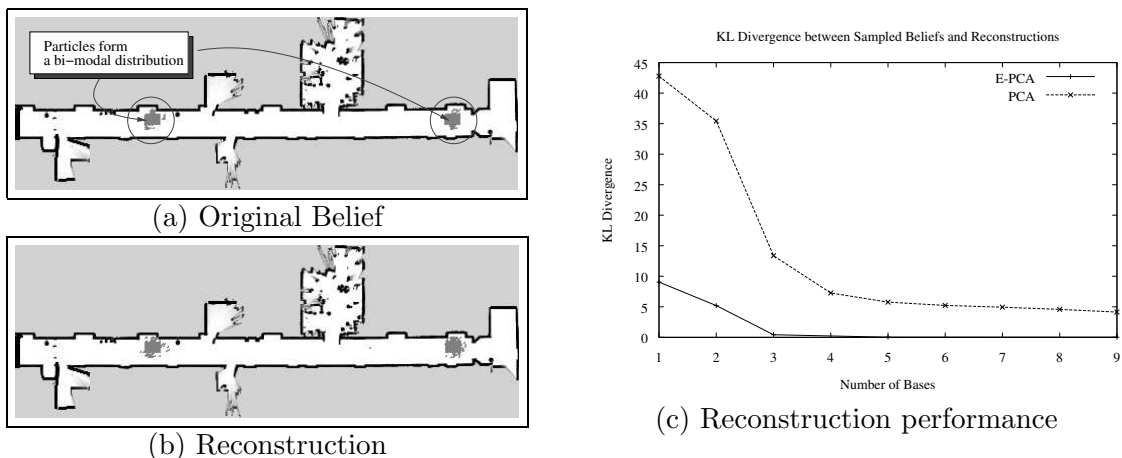 Particles form
a bi−modal distribution
(a) Original Belief
(b) Reconstruction
KL Divergence between Sampled Beliefs and Reconstructions
45
40
35
30
25
20
15
10
5
0
KL Divergence
E-PCA
PCA
1 2 3 4 5 6 7 8 9
Number of Bases
(c) Reconstruction performance